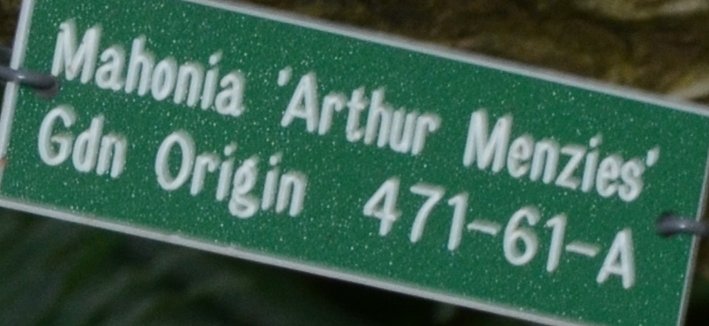 Mahonia 'Arthur Menzies'
Gdn Origin 471-61-A